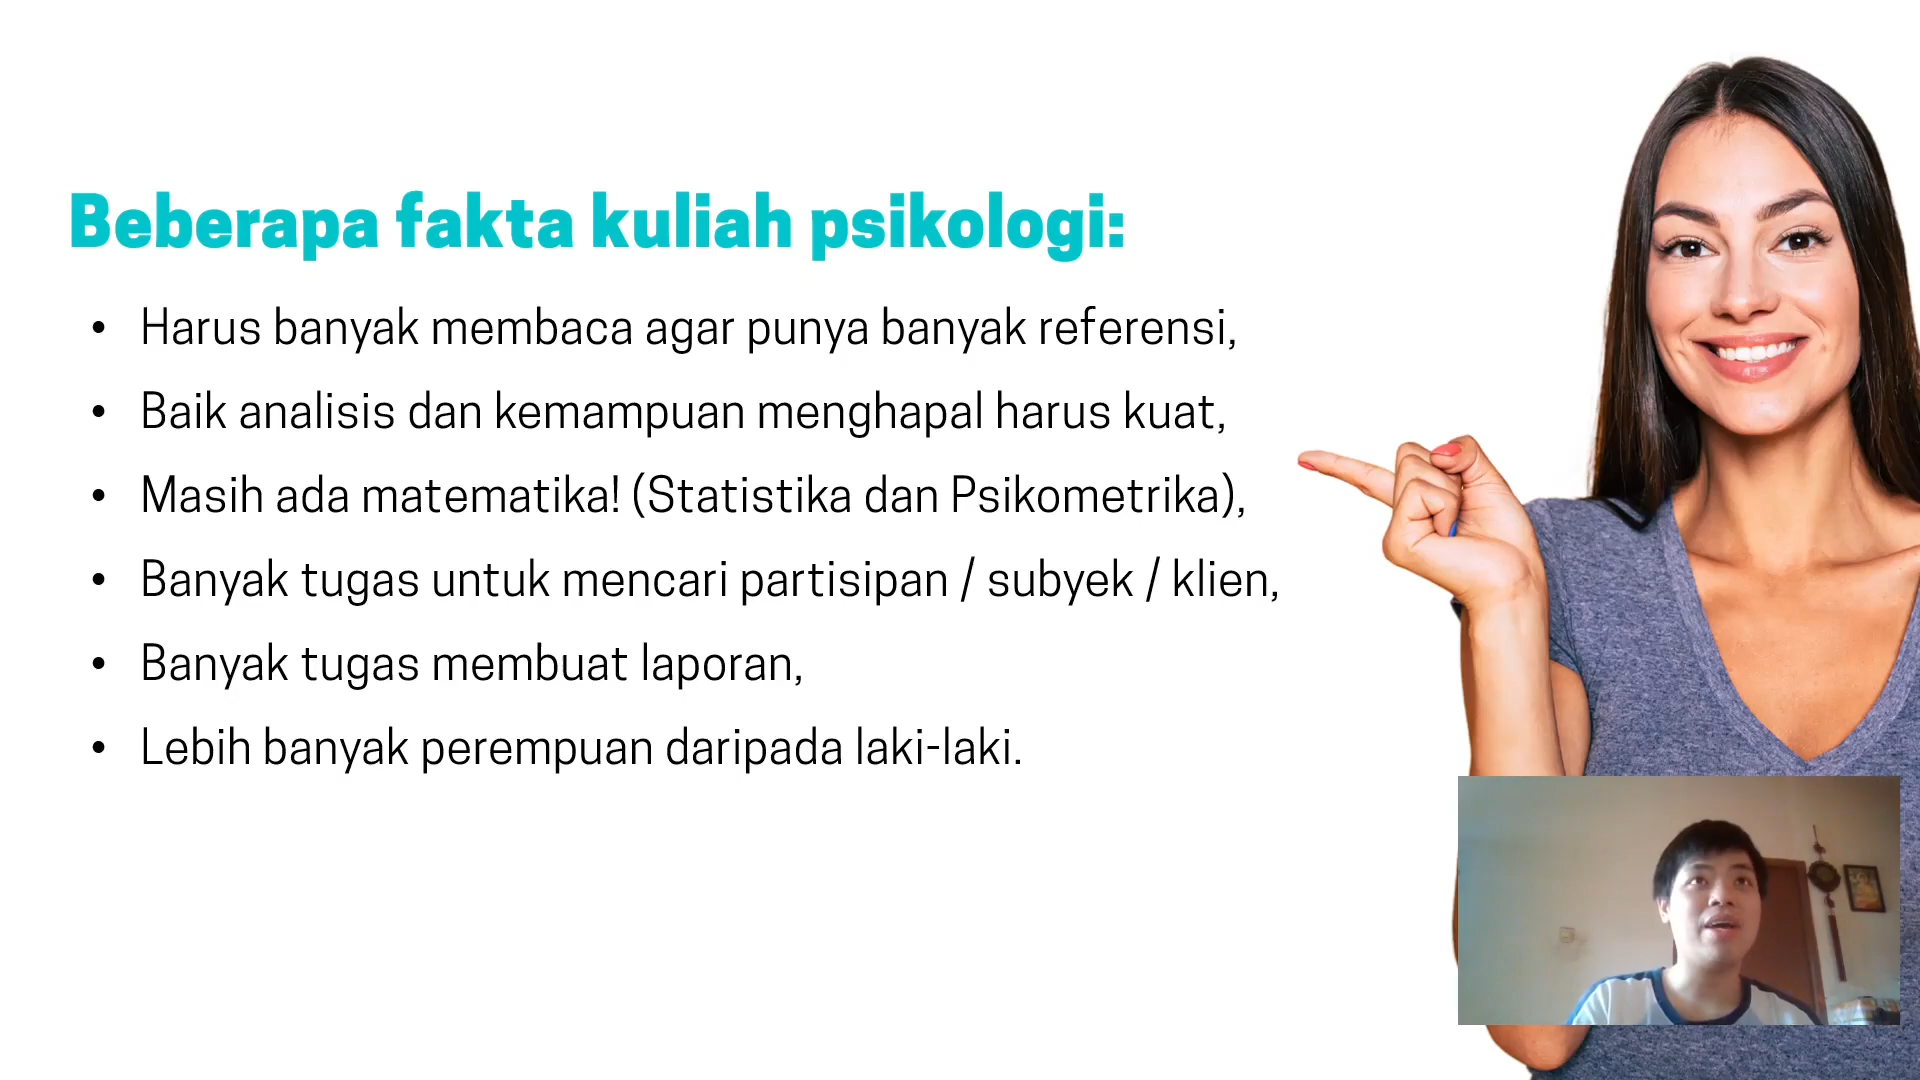 Beberapa fakta kuliah psikologi:
• Harus banyak membaca agar punya banyak referensi,
• Baik analisis dan kemampuan menghapal harus kuat,
• Masih ada matematika! (Statistika dan Psikometrika),
• Banyak tugas untuk mencari partisipan / subyek / klien,
• Banyak tugas membuat laporan,
• Lebih banyak perempuan daripada laki-laki.